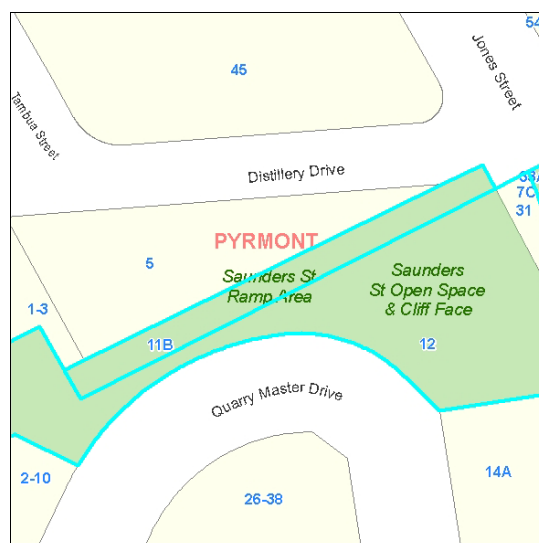 54
45
Jones Street
Tambua Street
Distillery Drive
7C
31
PYRMONT
5
Saunders St
Ramp Area
Saunders
St Open Space
& Cliff Face
1-3
11B
12
Quarry Master Drive
2-10
26-38
14A